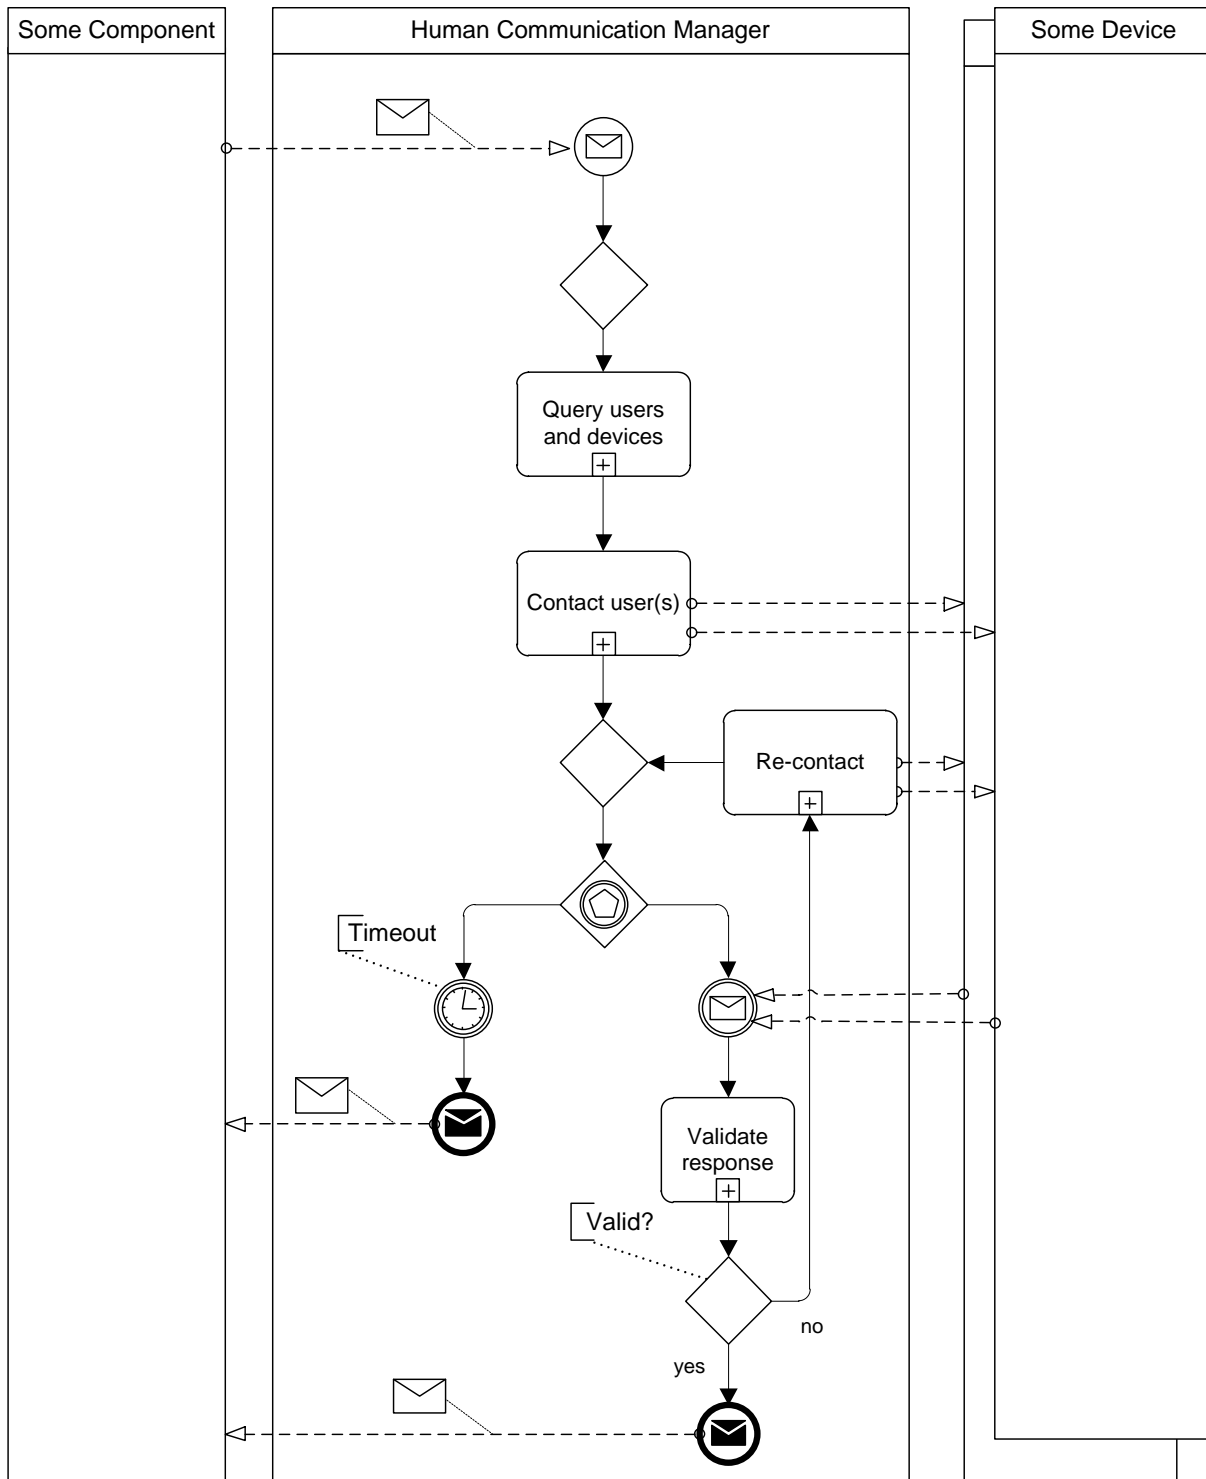 Some Component
Human Communication Manager
Some Device
Query users
and devices
Contact user(s)
Re-contact
Timeout
Validate
response
Valid?
no
yes